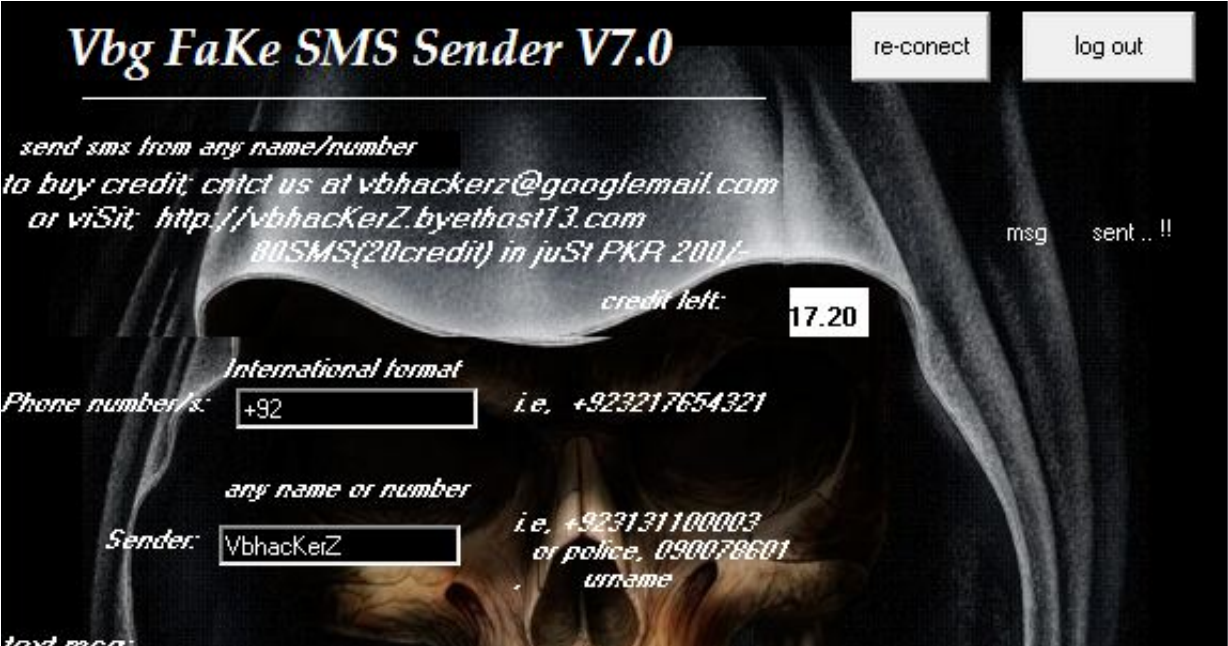 Vbg FaKe SMS Sender V7.0
re-conect
log out
send sms from any name/number
to buy credit; cntct us at vbhackerz@googlemail.com
or viSit; http://vbhacKerZ.byethost13.com
80SMS(20credit) in juSt PKR 200/-
msg sent .. !!
credit left:
17.20
International format
Phone number/s:
+92
i.e, +923217654321
any name or number
Sender:
VbhacKerZ
i.e, +923131100003
or police, 090078601
, urname
text msg: